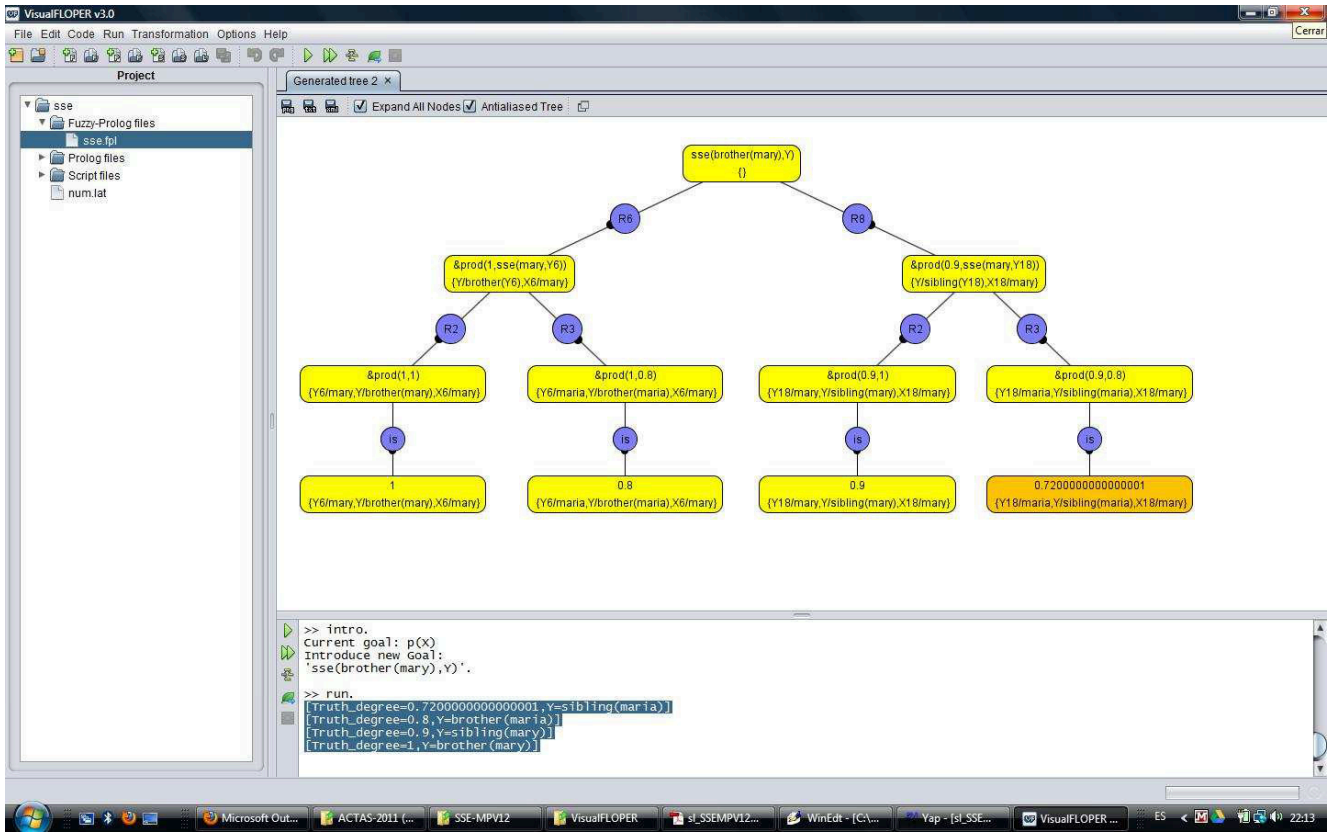 VisualFLOPER v3.0
File Edit Code Run Transformation Options Help
Cerrar
Project
Generated tree 2 ×
sse
Fuzzy-Prolog files
sse.fpl
Prolog files
Script files
num.lat
Expand All Nodes Antialiased Tree
sse(brother(mary),Y)
{}
R6 R8
&prod(1,sse(mary,Y6)) &prod(0.9,sse(mary,Y18))
{Y/brother(Y6),X6/mary} {Y/sibling(Y18),X18/mary}
R2 R3 R2 R3
&prod(1,1) &prod(1,0.8) &prod(0.9,1) &prod(0.9,0.8)
{Y6/mary,Y/brother(mary),X6/mary} {Y6/maria,Y/brother(maria),X6/mary} {Y18/mary,Y/sibling(mary),X18/mary} {Y18/maria,Y/sibling(maria),X18/mary}
is is is is
1 0.8 0.9 0.7200000000000001
{Y6/mary,Y/brother(mary),X6/mary} {Y6/maria,Y/brother(maria),X6/mary} {Y18/mary,Y/sibling(mary),X18/mary} {Y18/maria,Y/sibling(maria),X18/mary}
>> intro.
Current goal: p(X)
Introduce new Goal:
'sse(brother(mary),Y)'.
>> run.
[Truth_degree=0.7200000000000001,Y=sibling(maria)]
[Truth_degree=0.8,Y=brother(maria)]
[Truth_degree=0.9,Y=sibling(mary)]
[Truth_degree=1,Y=brother(mary)]
Microsoft Out... ACTAS-2011 (... SSE-MPV12 VisualFLOPER sl_SSEMPV12... WinEdt - [C:\... Yap - [sl_SSE... VisualFLOPER ... ES 22:13